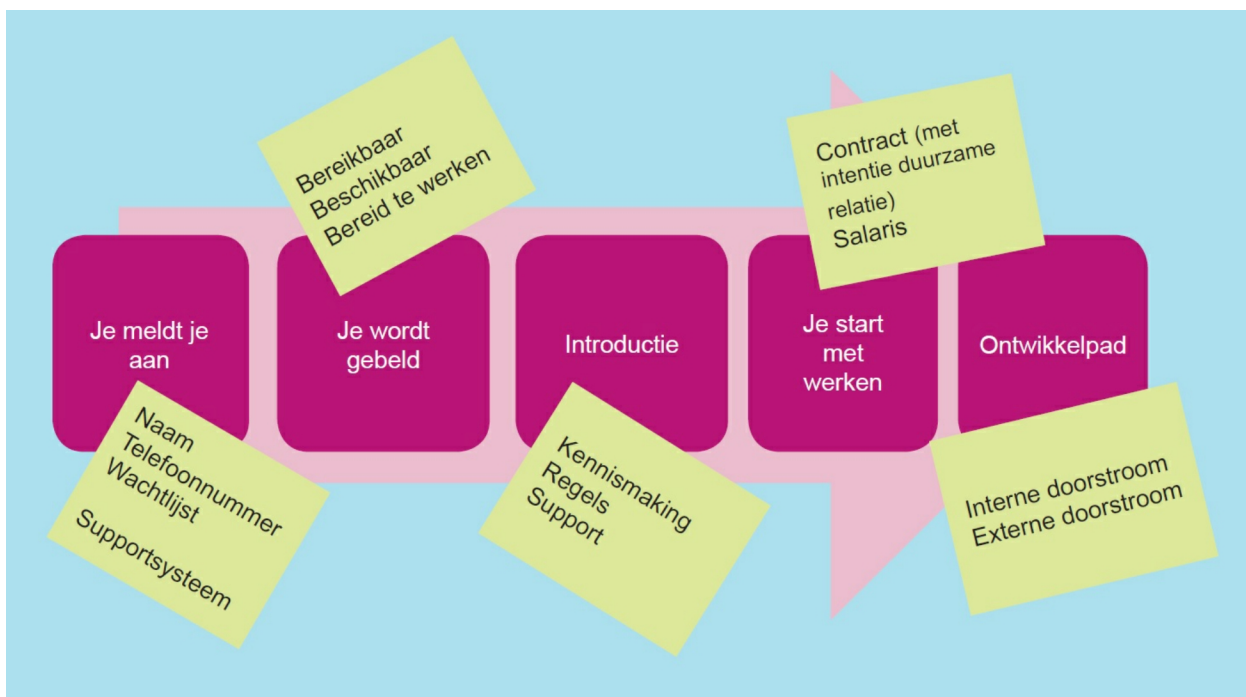 Je meldt je
aan
Naam
Telefoonnummer
Wachtlijst
Supportsysteem
Je wordt
gebeld
Bereikbaar
Beschikbaar
Bereid te werken
Introductie
Kennismaking
Regels
Support
Je start
met
werken
Contract (met
intentie duurzame
relatie)
Salaris
Ontwikkelpad
Interne doorstroom
Externe doorstroom